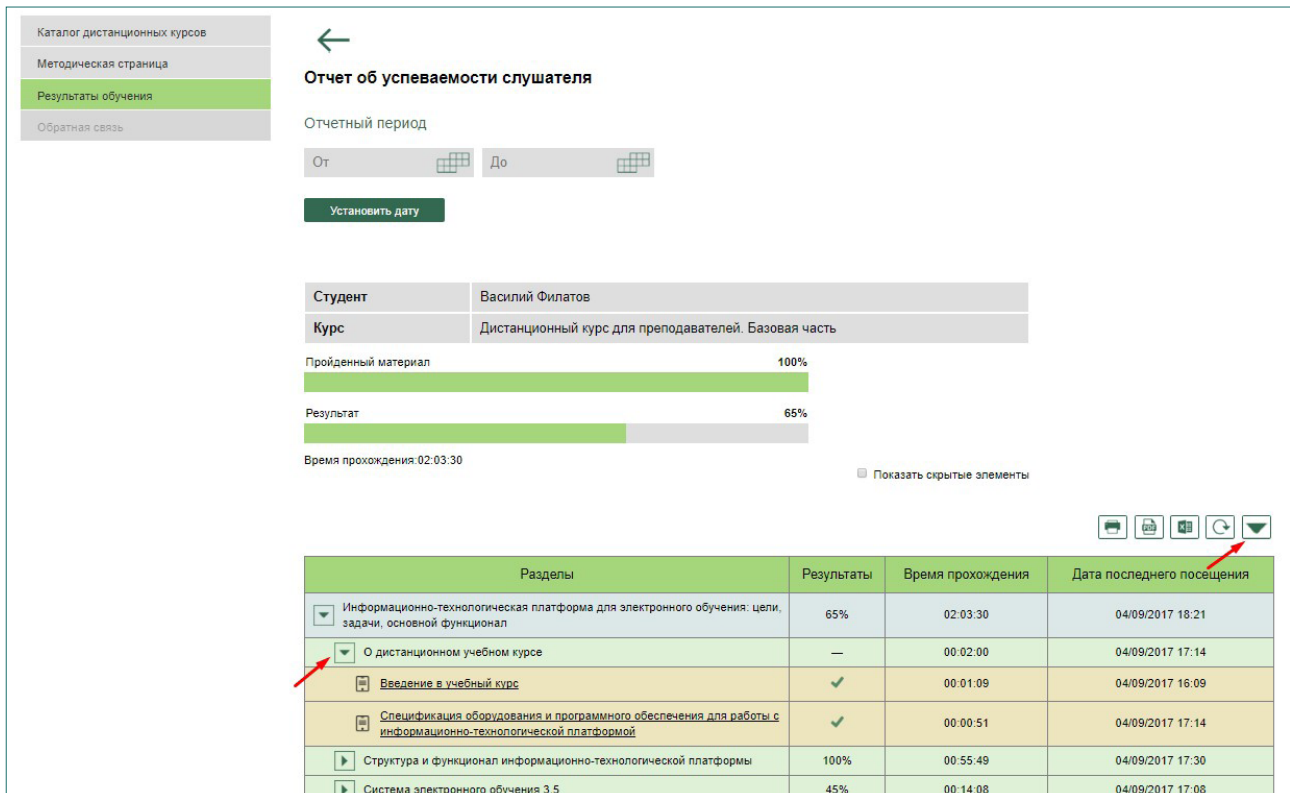 Каталог дистанционных курсов
Методическая страница
Результаты обучения
Обратная связь
Отчет об успеваемости слушателя
Отчетный период
От До
Установить дату
Студент Василий Филатов
Курс Дистанционный курс для преподавателей. Базовая часть
Пройденный материал 100%
Результат 65%
Время прохождения:02:03:30
Показать скрытые элементы
PDF
Разделы Результаты Время прохождения Дата последнего посещения
Информационно-технологическая платформа для электронного обучения: цели,
задачи, основной функционал 65% 02:03:30 04/09/2017 18:21
О дистанционном учебном курсе — 00:02:00 04/09/2017 17:14
Введение в учебный курс 00:01:09 04/09/2017 16:09
Спецификация оборудования и программного обеспечения для работы с
информационно-технологической платформой 00:00:51 04/09/2017 17:14
Структура и функционал информационно-технологической платформы 100% 00:55:49 04/09/2017 17:30
Система электронного обучения 3.5 45% 00:14:08 04/09/2017 17:08